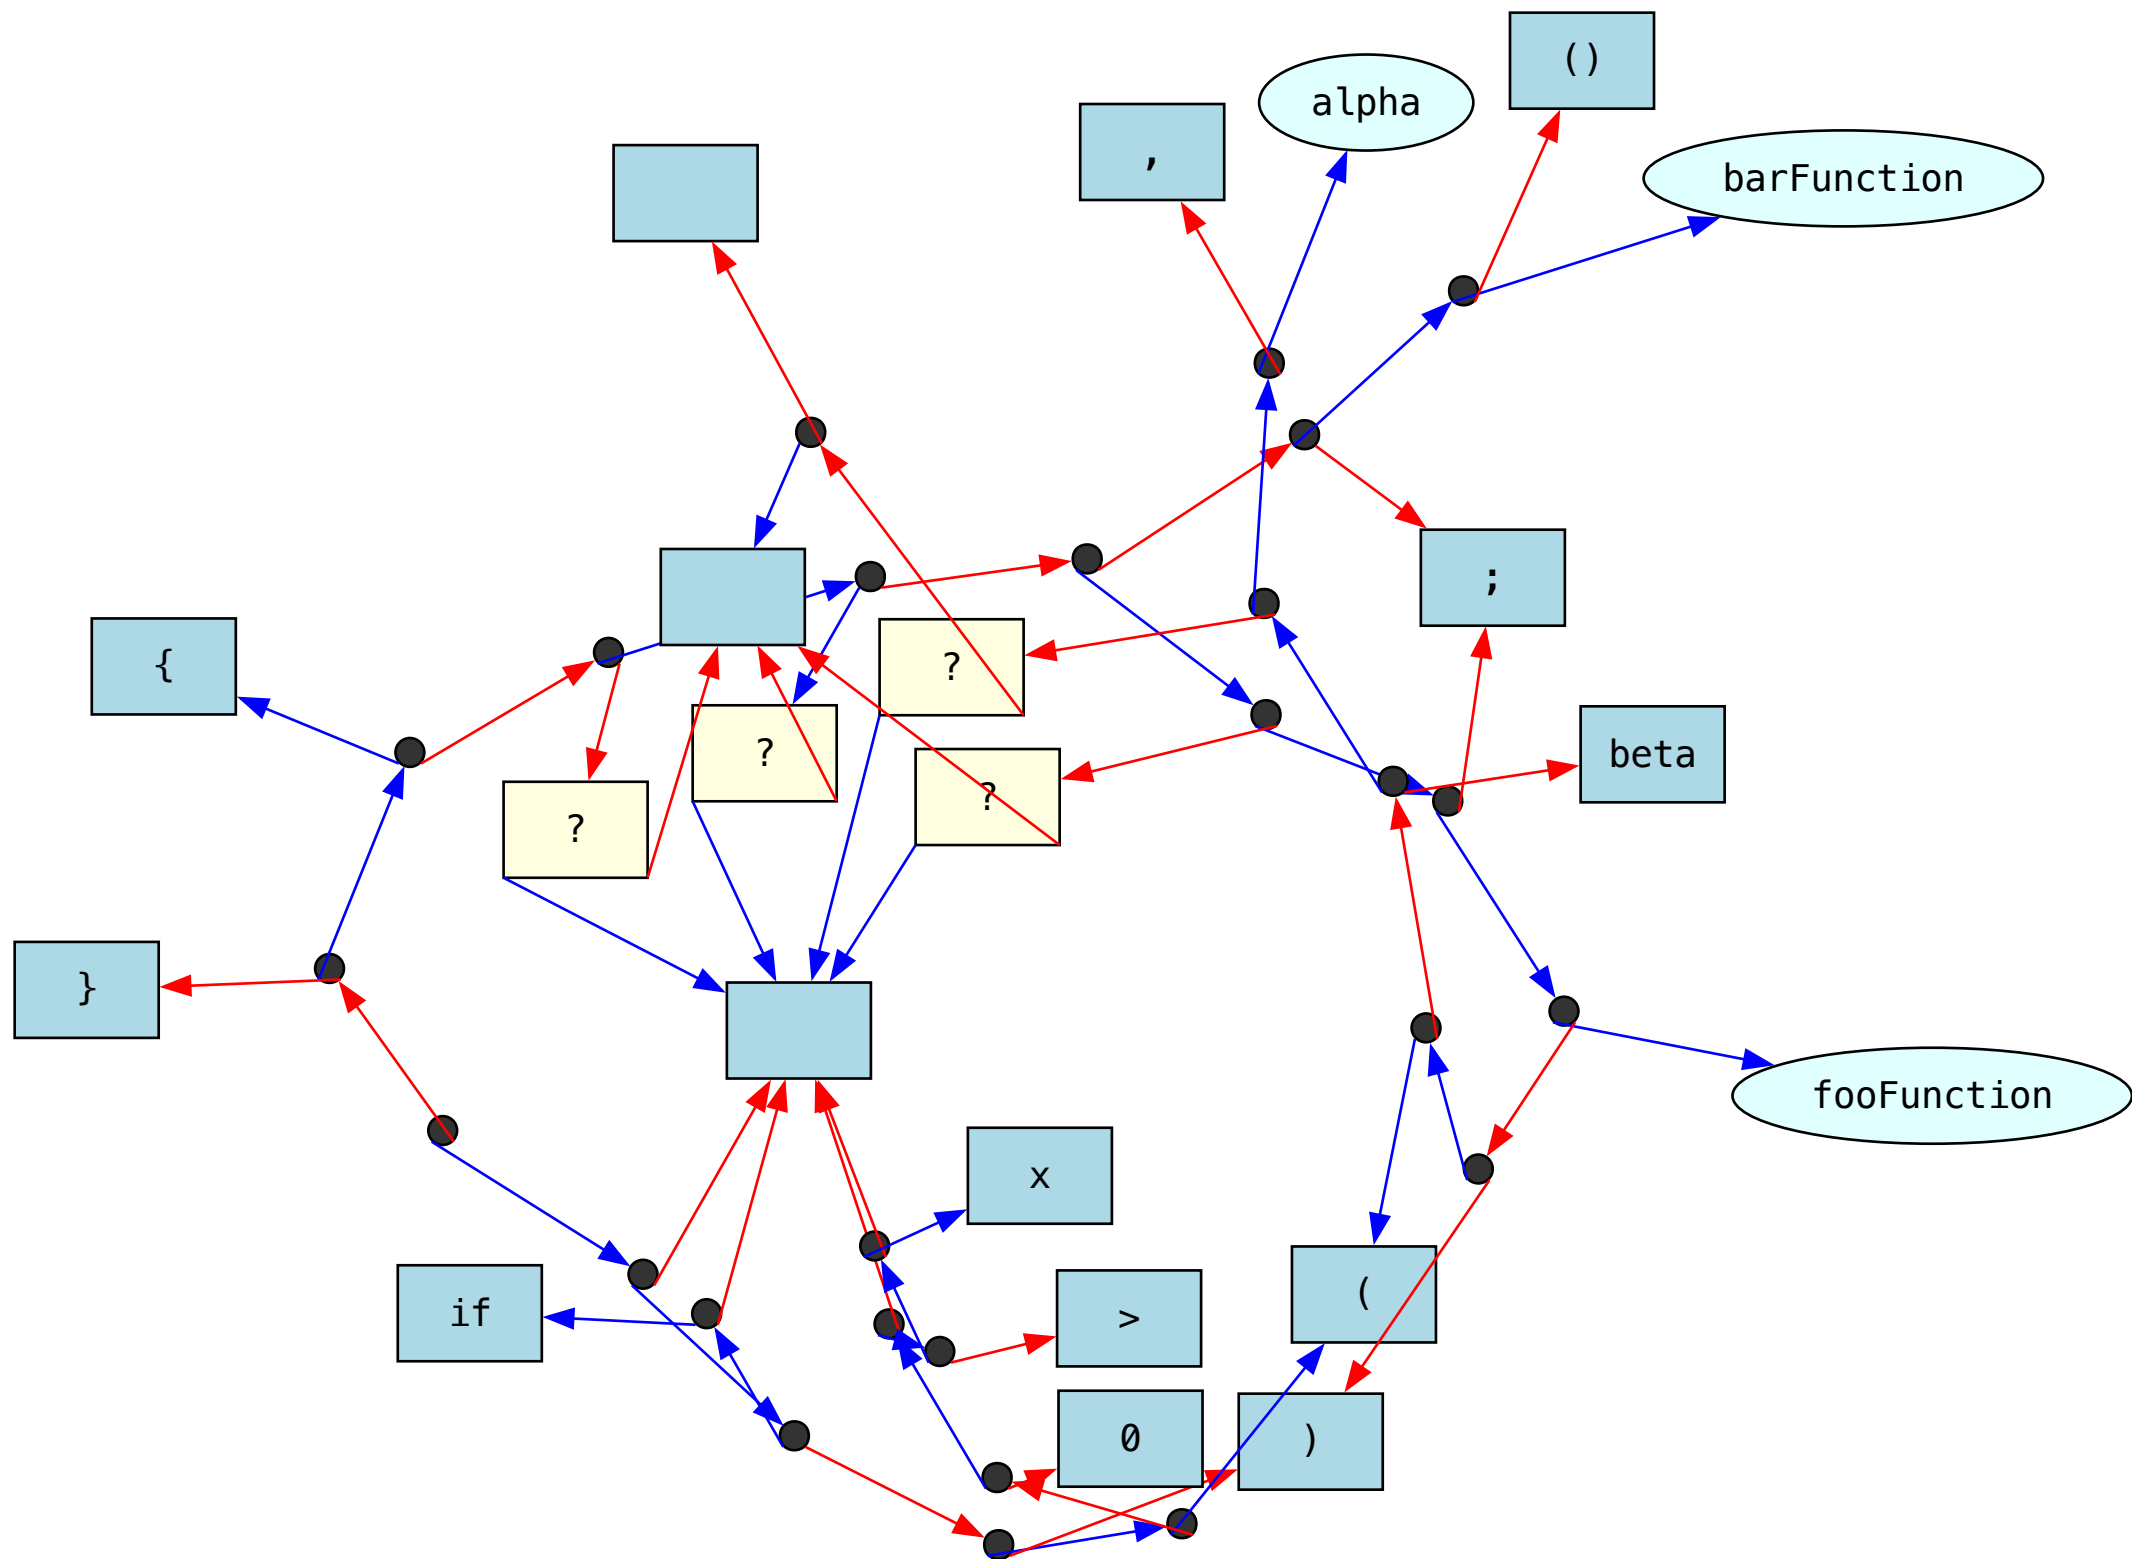 ()
alpha
,
barFunction
;
{
?
?
beta
?
?
}
fooFunction
x
(
if
>
0
)